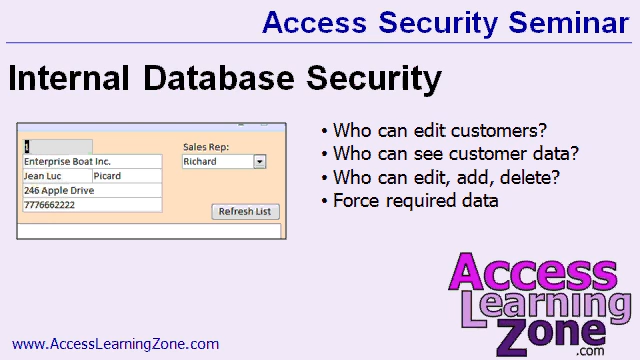 Access Security Seminar
Internal Database Security
1
Enterprise Boat Inc.
Jean Luc Picard
246 Apple Drive
7776662222
Sales Rep:
Richard
Refresh List
• Who can edit customers?
• Who can see customer data?
• Who can edit, add, delete?
• Force required data
www.AccessLearningZone.com
Access
Learning
Zone
.com